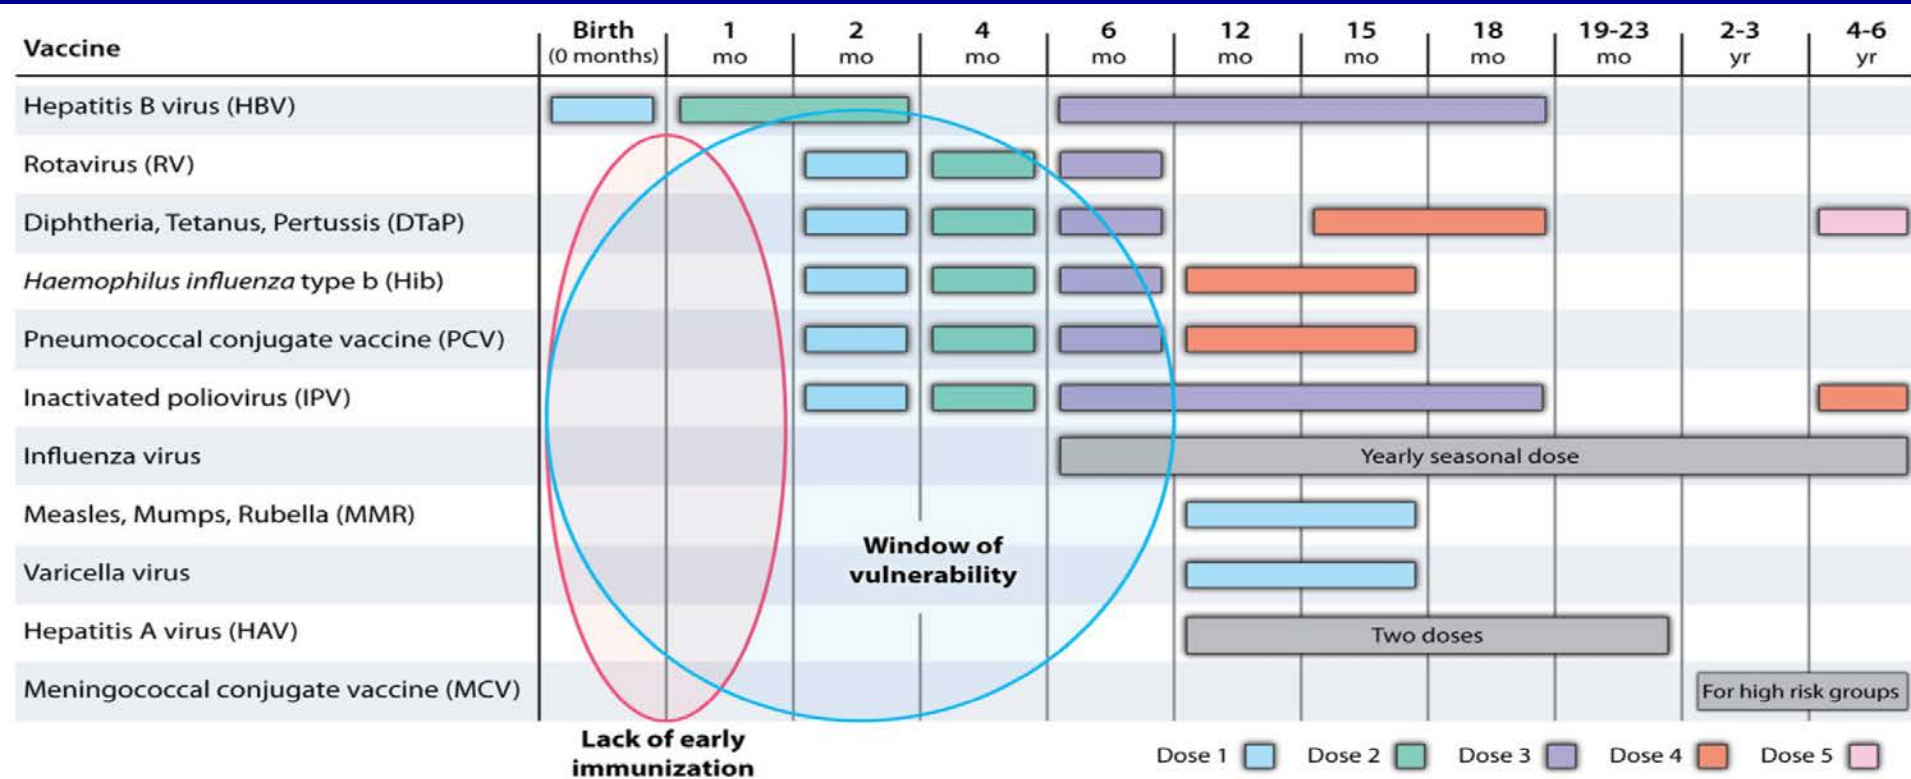 Vaccine
Birth
(0 months)
1
mo
2
mo
4
mo
6
mo
12
mo
15
mo
18
mo
19-23
mo
2-3
yr
4-6
yr
Hepatitis B virus (HBV)
Rotavirus (RV)
Diphtheria, Tetanus, Pertussis (DTaP)
Haemophilus influenza type b (Hib)
Pneumococcal conjugate vaccine (PCV)
Inactivated poliovirus (IPV)
Influenza virus
Yearly seasonal dose
Measles, Mumps, Rubella (MMR)
Window of
vulnerability
Varicella virus
Hepatitis A virus (HAV)
Two doses
Meningococcal conjugate vaccine (MCV)
For high risk groups
Lack of early
immunization
Dose 1 Dose 2 Dose 3 Dose 4 Dose 5